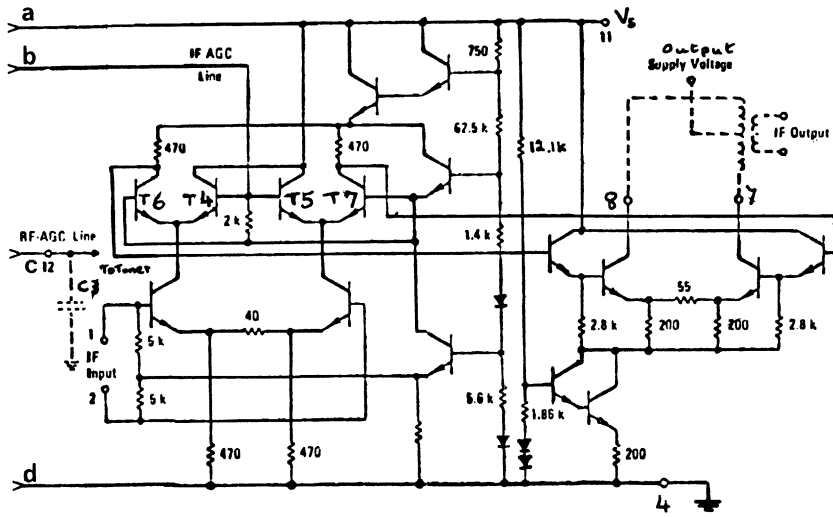 a
Vs
11
b
IF AGC
Line
750
Output
Supply Voltage
62.5 k
12.1k
IF Output
470
470
T6
T4
T5
T7
2 k
8
7
1.4 k
RF-AGC Line
C 12
To Tuner
C3
55
40
1
5 k
2.8 k
200
200
2.8 k
IF
Input
2
5 k
5.6 k
1.86 k
470
470
200
d
4